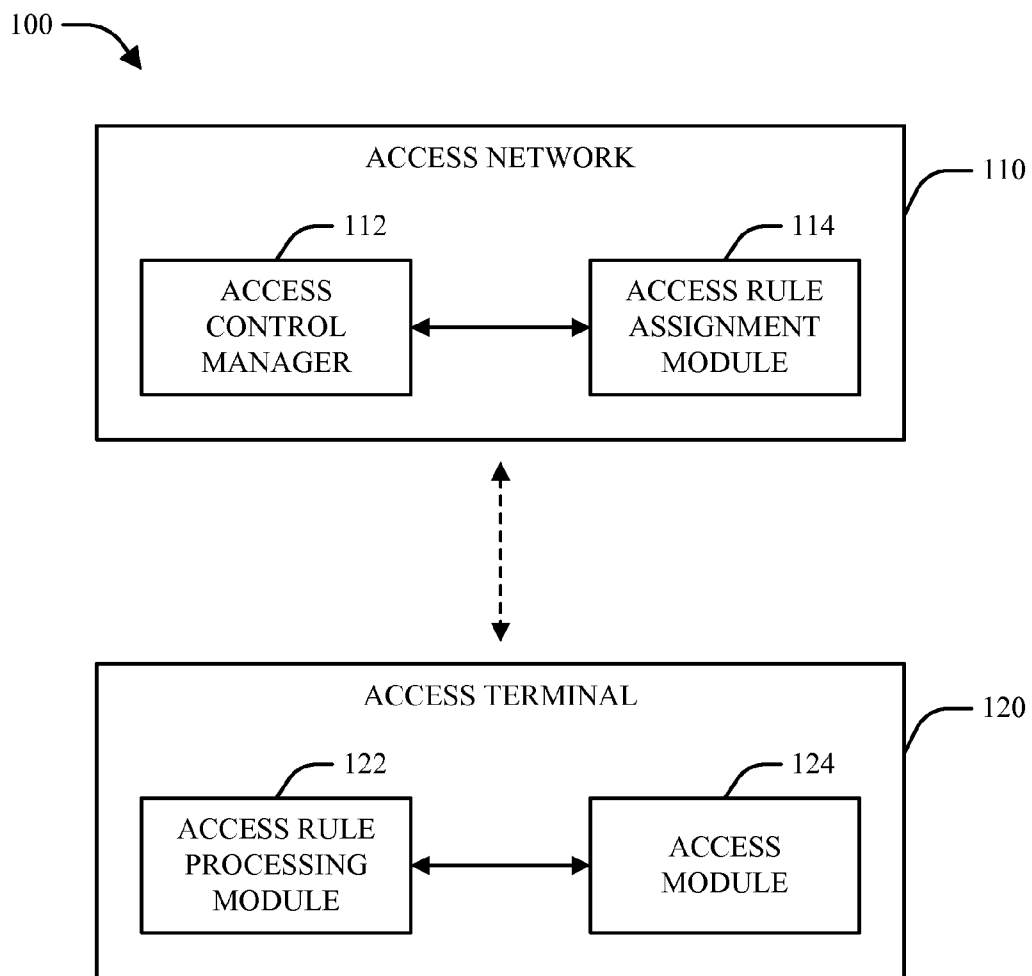 100
ACCESS NETWORK
110
112
114
ACCESS
CONTROL
MANAGER
ACCESS RULE
ASSIGNMENT
MODULE
ACCESS TERMINAL
120
122
124
ACCESS RULE
PROCESSING
MODULE
ACCESS
MODULE